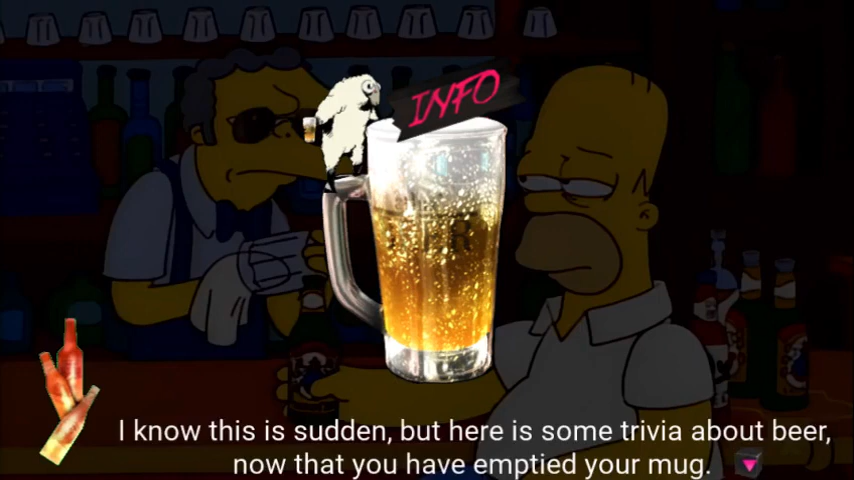 INFO
I know this is sudden, but here is some trivia about beer,
now that you have emptied your mug.